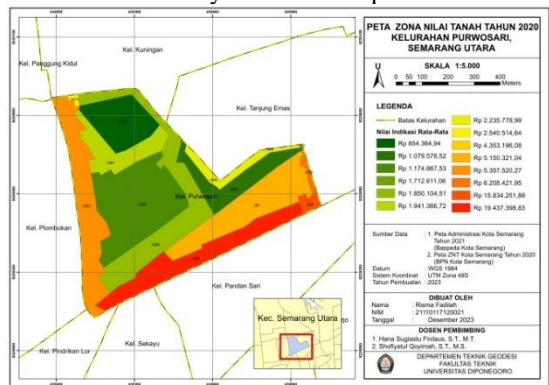 PETA ZONA NILAI TANAH TAHUN 2020
KELURAHAN PURWOSARI,
SEMARANG UTARA
SKALA 1:5.000
U
0 50 100 200 300 400
Meters
LEGENDA
Batas Kelurahan
Nilai Indikasi Rata-Rata
Rp 854.364,94
Rp 1.079.578,52
Rp 1.174.867,53
Rp 1.712.611,06
Rp 1.850.104,51
Rp 1.941.366,72
Rp 2.235.778,99
Rp 2.540.514,64
Rp 4.353.196,08
Rp 5.150.321,04
Rp 5.357.520,27
Rp 6.208.421,95
Rp 15.834.251,88
Rp 19.437.398,83
Sumber Data : 1. Peta Administrasi Kota Semarang
Tahun 2021
(Bappeda Kota Semarang)
2. Peta ZNT Kota Semarang Tahun 2020
(BPN Kota Semarang)
Datum : WGS 1984
Sistem Koordinat : UTM Zona 49S
Tahun Pembuatan : 2023
DIBUAT OLEH
Nama : Risma Fadilah
NIM : 21110117120021
Tanggal : Desember 2023
DOSEN PEMBIMBING
1. Hana Sugiastu Firdaus, S.T., M.T.
2. Shofiyatul Qoyimah, S.T., M.S.
DEPARTEMEN TEKNIK GEODESI
FAKULTAS TEKNIK
UNIVERSITAS DIPONEGORO
Kel. Kuningan
Kel. Panggung Kidul
Kel. Tanjung Emas
Kel. Purwosari
Kel. Plombokan
Kel. Pandan Sari
Kec. Semarang Utara
Kel. Sekayu
Kel. Pindrikan Lor